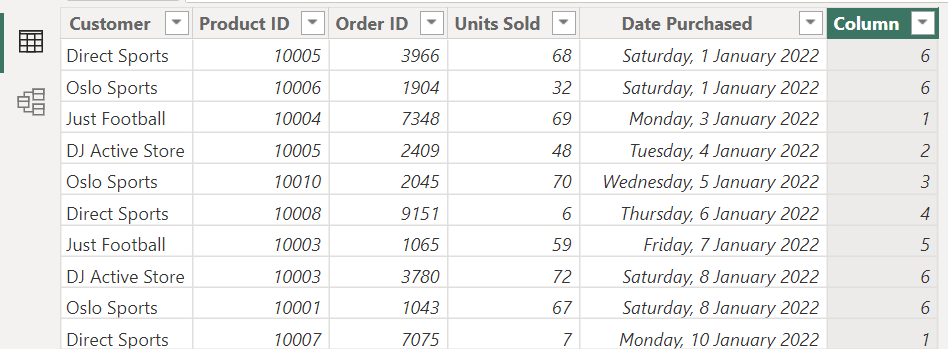 Customer Product ID Order ID Units Sold Date Purchased Column
Direct Sports 10005 3966 68 Saturday, 1 January 2022 6
Oslo Sports 10006 1904 32 Saturday, 1 January 2022 6
Just Football 10004 7348 69 Monday, 3 January 2022 1
DJ Active Store 10005 2409 48 Tuesday, 4 January 2022 2
Oslo Sports 10010 2045 70 Wednesday, 5 January 2022 3
Direct Sports 10008 9151 6 Thursday, 6 January 2022 4
Just Football 10003 1065 59 Friday, 7 January 2022 5
DJ Active Store 10003 3780 72 Saturday, 8 January 2022 6
Oslo Sports 10001 1043 67 Saturday, 8 January 2022 6
Direct Sports 10007 7075 7 Monday, 10 January 2022 1